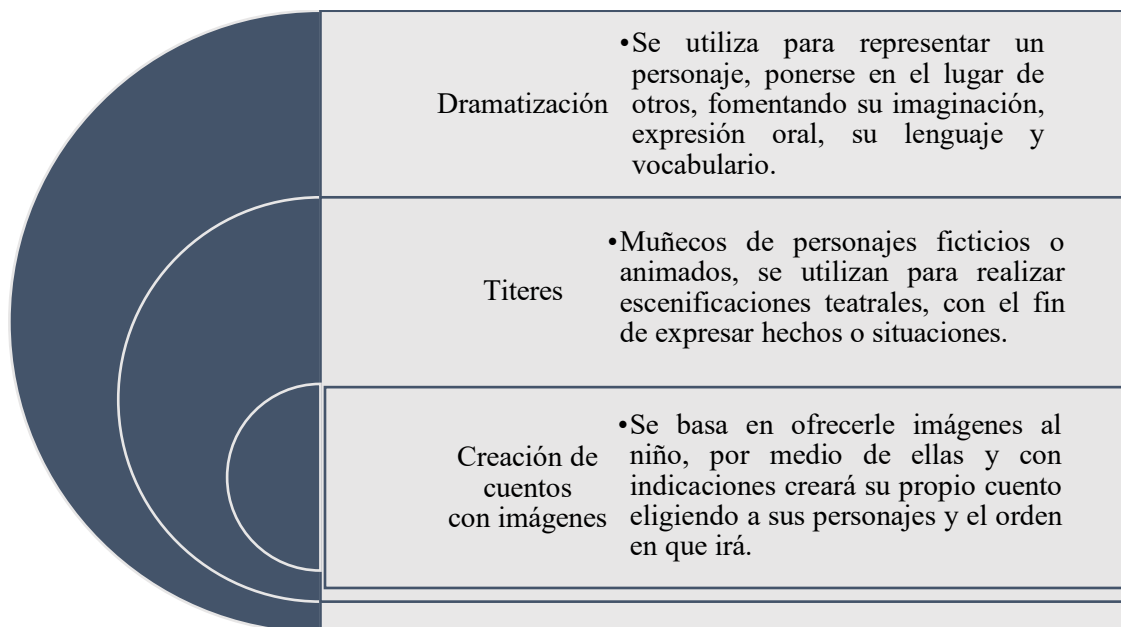 Dramatización
•Se utiliza para representar un
personaje, ponerse en el lugar de
otros, fomentando su imaginación,
expresión oral, su lenguaje y
vocabulario.
Titeres
•Muñecos de personajes ficticios o
animados, se utilizan para realizar
escenificaciones teatrales, con el fin
de expresar hechos o situaciones.
Creación de
cuentos
con imágenes
•Se basa en ofrecerle imágenes al
niño, por medio de ellas y con
indicaciones creará su propio cuento
eligiendo a sus personajes y el orden
en que irá.